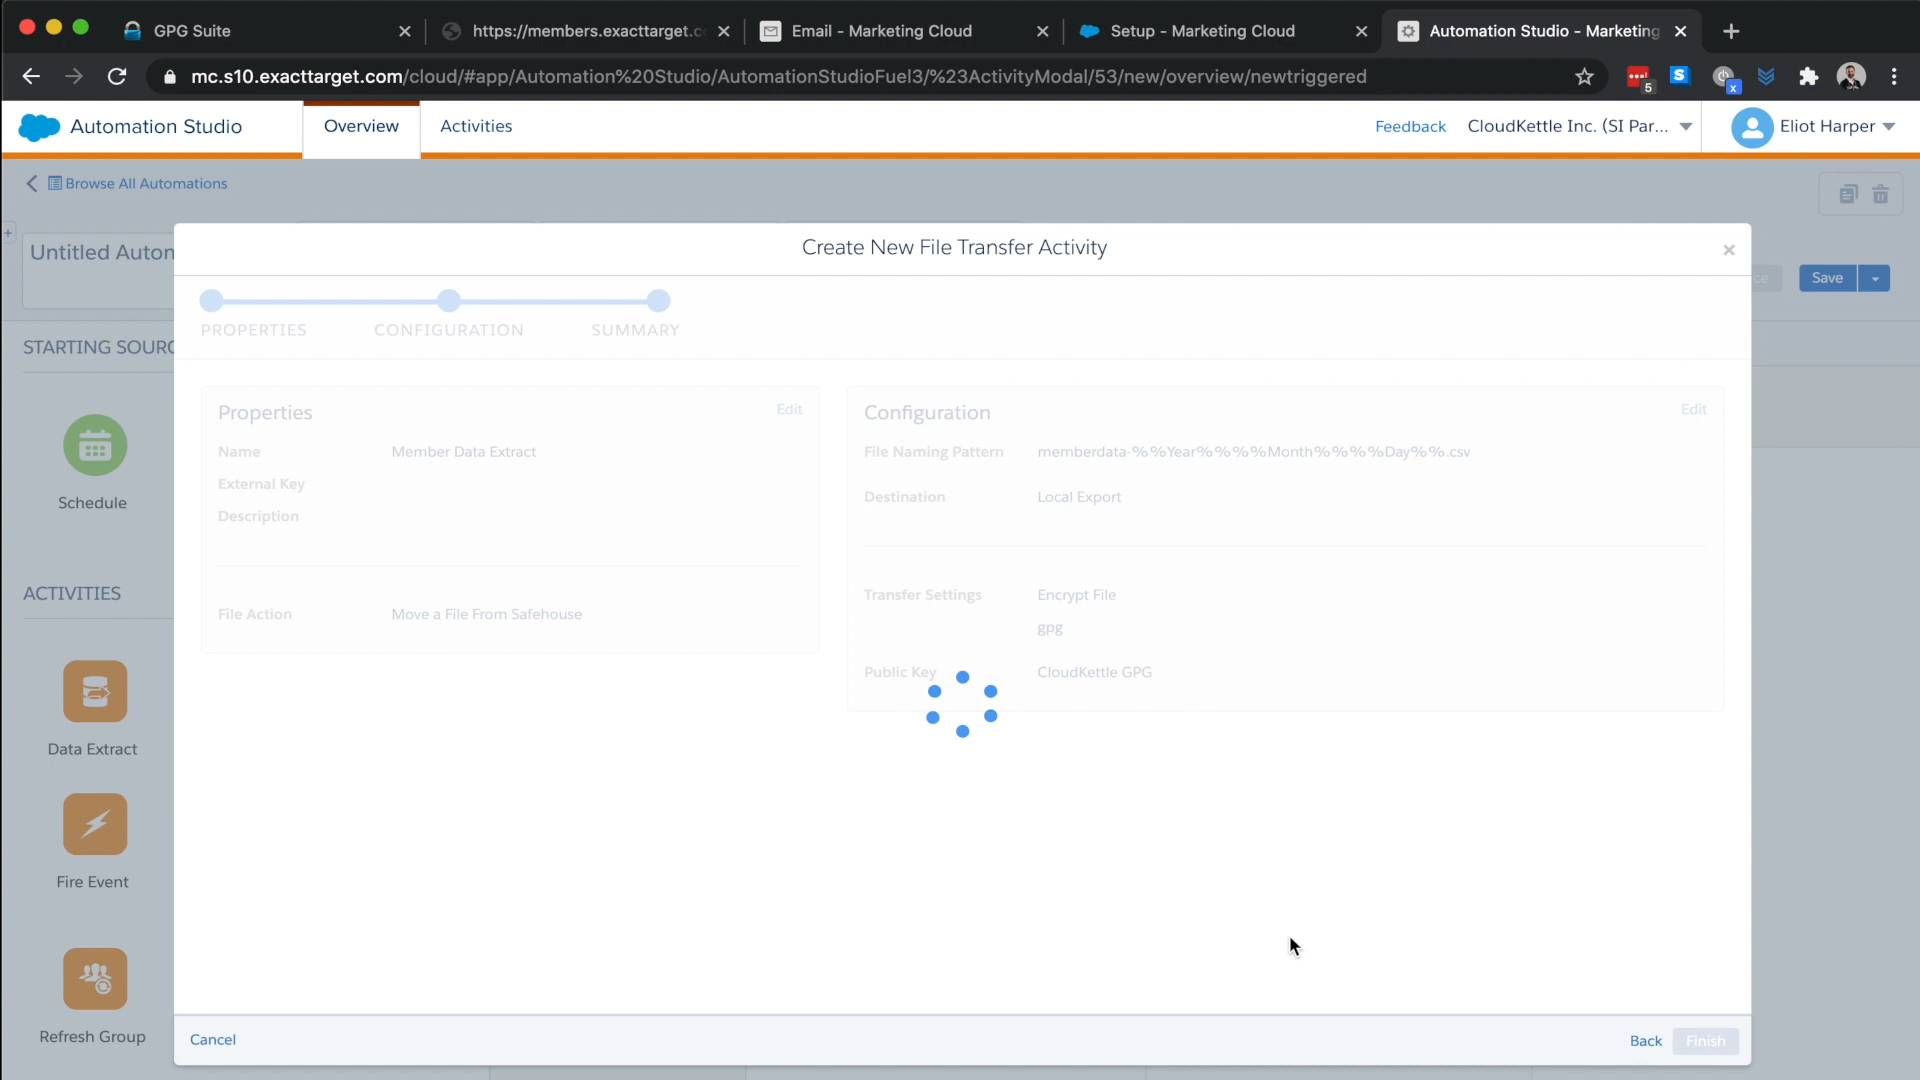 GPG Suite
https://members.exacttarget.c
Email - Marketing Cloud
Setup - Marketing Cloud
Automation Studio - Marketing
mc.s10.exacttarget.com/cloud/#app/Automation%20Studio/AutomationStudioFuel3/%23ActivityModal/53/new/overview/newtriggered
5
S
x
Automation Studio
Overview
Activities
Feedback
CloudKettle Inc. (SI Par...
Eliot Harper
Browse All Automations
Untitled Autom
Create New File Transfer Activity
Save
PROPERTIES
CONFIGURATION
SUMMARY
STARTING SOURC
Schedule
ACTIVITIES
Data Extract
Fire Event
Refresh Group
Properties
Edit
Name
Member Data Extract
External Key
Description
File Action
Move a File From Safehouse
Configuration
Edit
File Naming Pattern
memberdata-%%Year%%%%Month%%%%Day%%.csv
Destination
Local Export
Transfer Settings
Encrypt File
gpg
Public Key
CloudKettle GPG
Cancel
Back
Finish